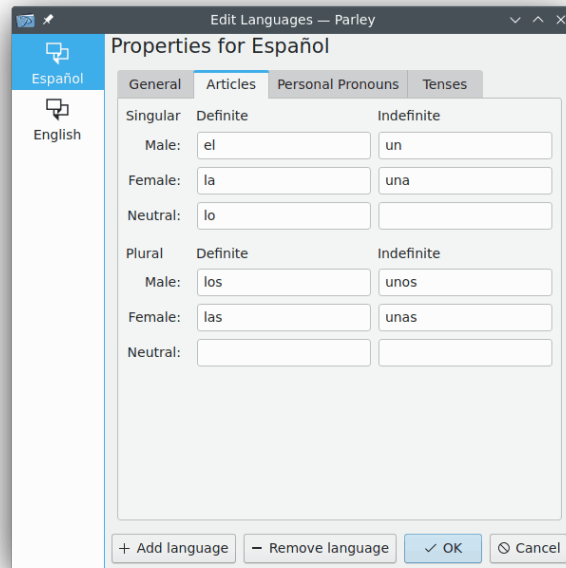 Edit Languages — Parley
Español
English
Properties for Español
General Articles Personal Pronouns Tenses
Singular Definite Indefinite
Male: el un
Female: la una
Neutral: lo
Plural Definite Indefinite
Male: los unos
Female: las unas
Neutral:
+ Add language − Remove language ✓ OK Cancel